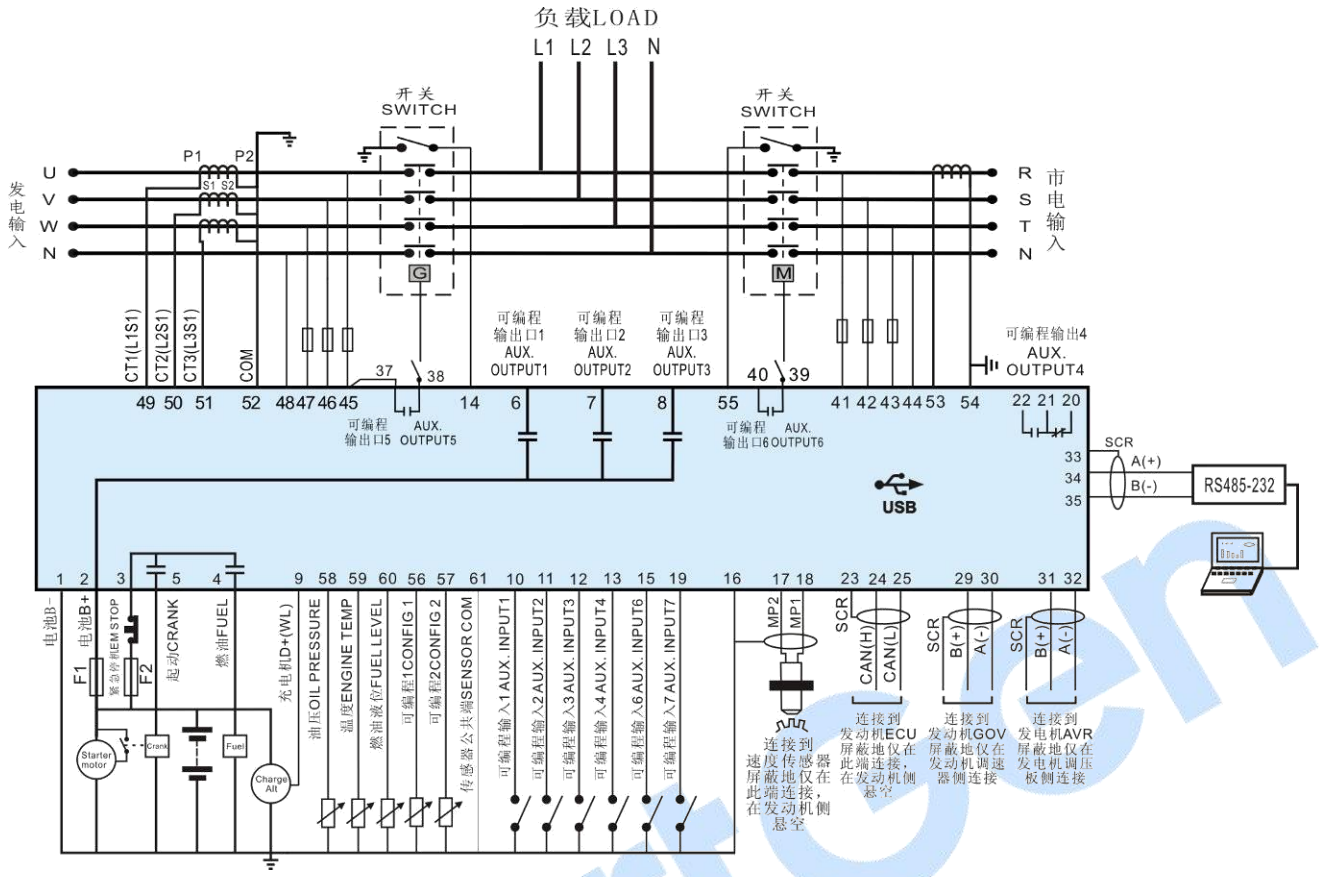 负载LOAD
L1 L2 L3 N
开关
SWITCH
开关
SWITCH
P1 P2
S1 S2
发电输入
U
V
W
N
R
S
T
N
市电输入
G
M
CT1(L1S1)
CT2(L2S1)
CT3(L3S1)
COM
可编程
输出口1
AUX.
OUTPUT1
可编程
输出口2
AUX.
OUTPUT2
可编程
输出口3
AUX.
OUTPUT3
可编程输出4
AUX.
OUTPUT4
37 38
40 39
49 50 51 52 48 47 46 45 14 6 7 8 55 41 42 43 44 53 54
22 21 20
可编程
输出口5
AUX.
OUTPUT5
可编程
输出口6
AUX.
OUTPUT6
USB
33
34
35
SCR
A(+)
B(-)
RS485-232
1 2 3 5 4 9 58 59 60 56 57 61 10 11 12 13 15 19 16 17 18 23 24 25 29 30 31 32
电池B-
电池B+
F1
紧急停机EM STOP
F2
起动CRANK
燃油FUEL
充电机D+(WL)
油压OIL PRESSURE
温度ENGINE TEMP
燃油液位FUEL LEVEL
可编程1CONFIG 1
可编程2CONFIG 2
传感器公共端SENSOR COM
可编程输入1 AUX. INPUT1
可编程输入2 AUX. INPUT2
可编程输入3 AUX. INPUT3
可编程输入4 AUX. INPUT4
可编程输入6 AUX. INPUT6
可编程输入7 AUX. INPUT7
MP2
MP1
SCR
CAN(H)
CAN(L)
SCR
B(+)
A(-)
SCR
B(+)
A(-)
Starter
motor
Crank
Fuel
Charge
Alt
连接到
速度传感器
屏蔽地仅在
此端连接，
在发动机侧
悬空
连接到
发动机ECU
屏蔽地仅在
此端连接，
在发动机侧
悬空
连接到
发动机GOV
屏蔽地仅在
发动机调速
器侧连接
连接到
发电机AVR
屏蔽地仅在
发电机调压
板侧连接